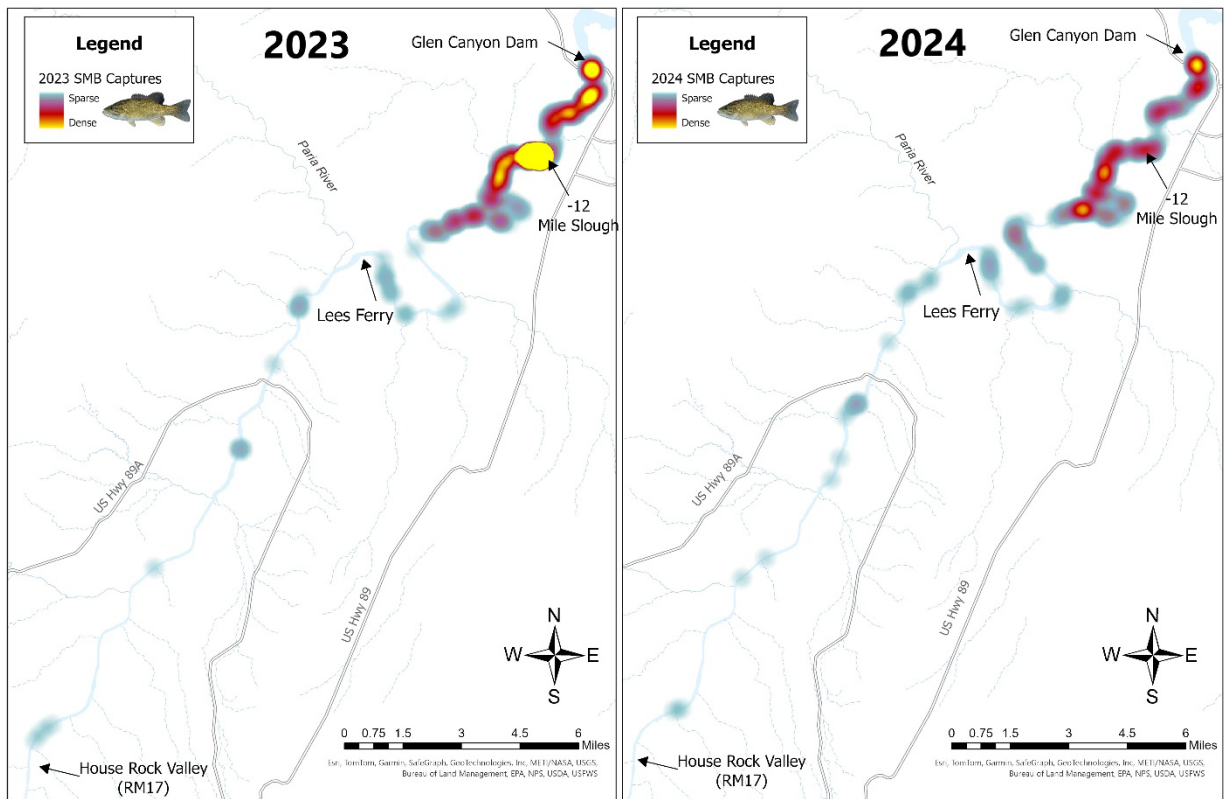 Legend
2023 SMB Captures
Sparse
Dense
2023
Glen Canyon Dam
Paria River
-12
Mile Slough
Lees Ferry
US Hwy 89A
US Hwy 89
House Rock Valley
(RM17)
N
W E
S
0 0.75 1.5 3 4.5 6
Miles
Esri, TomTom, Garmin, SafeGraph, GeoTechnologies, Inc, METI/NASA, USGS,
Bureau of Land Management, EPA, NPS, USDA, USFWS
Legend
2024 SMB Captures
Sparse
Dense
2024
Glen Canyon Dam
Paria River
-12
Mile Slough
Lees Ferry
US Hwy 89A
US Hwy 89
House Rock Valley
(RM17)
N
W E
S
0 0.75 1.5 3 4.5 6
Miles
Esri, TomTom, Garmin, SafeGraph, GeoTechnologies, Inc, METI/NASA, USGS,
Bureau of Land Management, EPA, NPS, USDA, USFWS